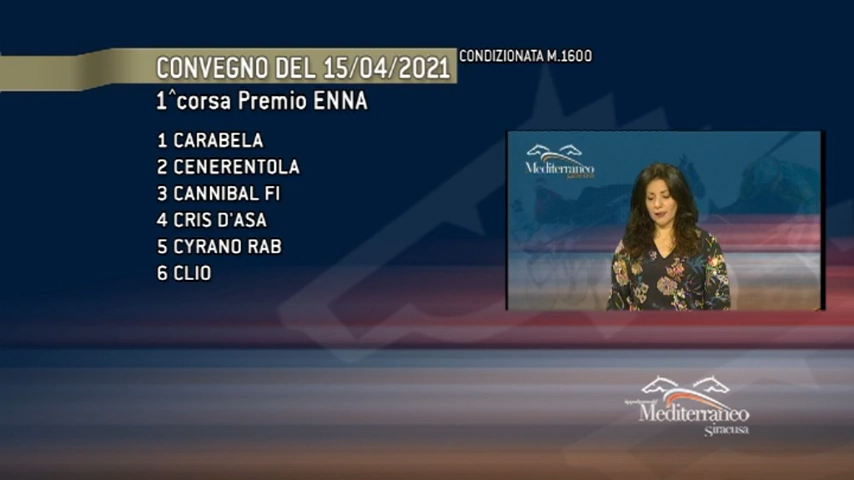 CONVEGNO DEL 15/04/2021
CONDIZIONATA M.1600
1^corsa Premio ENNA
1 CARABELA
2 CENERENTOLA
3 CANNIBAL FI
4 CRIS D'ASA
5 CYRANO RAB
6 CLIO
Mediterraneo
Mediterraneo
Siracusa